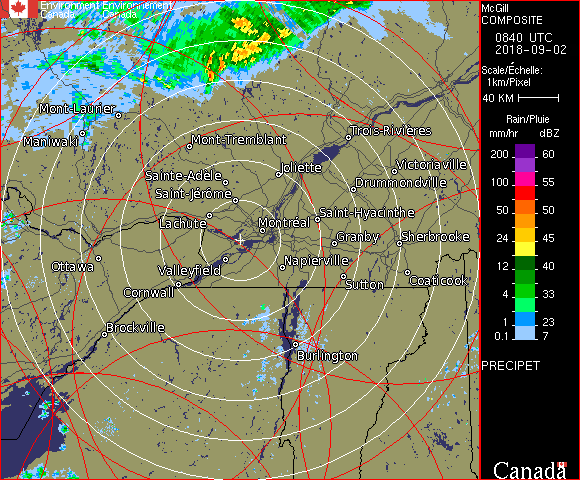 Environment Environnement
Canada Canada
Mont-Laurier
Maniwaki
Mont-Tremblant
Trois-Rivières
Sainte-Adèle
Joliette
Victoriaville
Saint-Jérôme
Drummondville
Lachute
Montréal
Saint-Hyacinthe
Granby
Sherbrooke
Ottawa
Valleyfield
Napierville
Cornwall
Sutton
Coaticook
Brockville
Burlington
McGill
COMPOSITE
0840 UTC
2018-09-02
Scale/Échelle:
1km/Pixel
40 KM
Rain/Pluie
mm/hr dBZ
200 60
150 57
100 55
50 50
24 45
12 40
4 33
1 23
0.1 7
PRECIPET
Canada